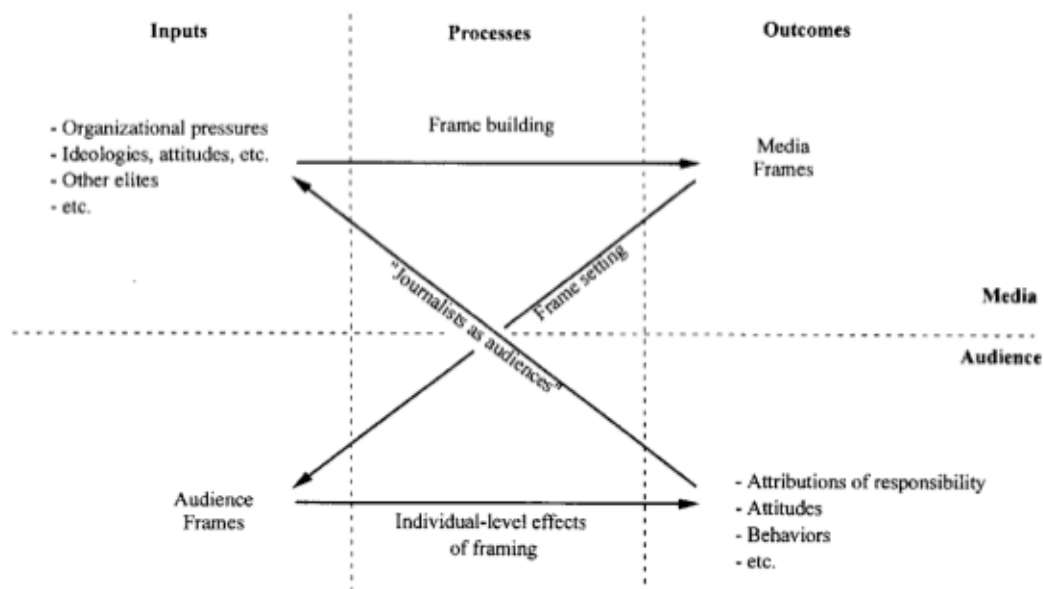 Inputs
Processes
Outcomes
- Organizational pressures
- Ideologies, attitudes, etc.
- Other elites
- etc.
Frame building
Media
Frames
"Journalists as audiences"
Frame setting
Media
Audience
Audience
Frames
Individual-level effects
of framing
- Attributions of responsibility
- Attitudes
- Behaviors
- etc.